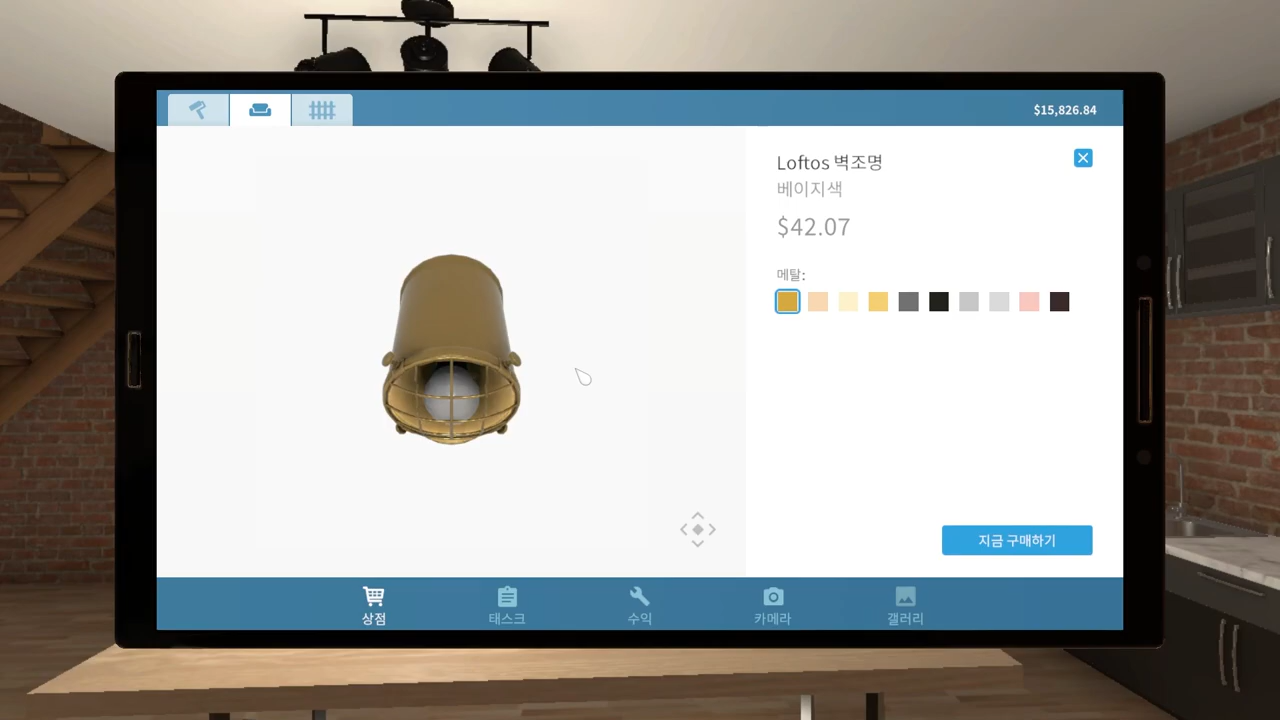 $15,826.84
Loftos 벽조명
베이지색
$42.07
메탈:
지금 구매하기
상점
태스크
수익
카메라
갤러리